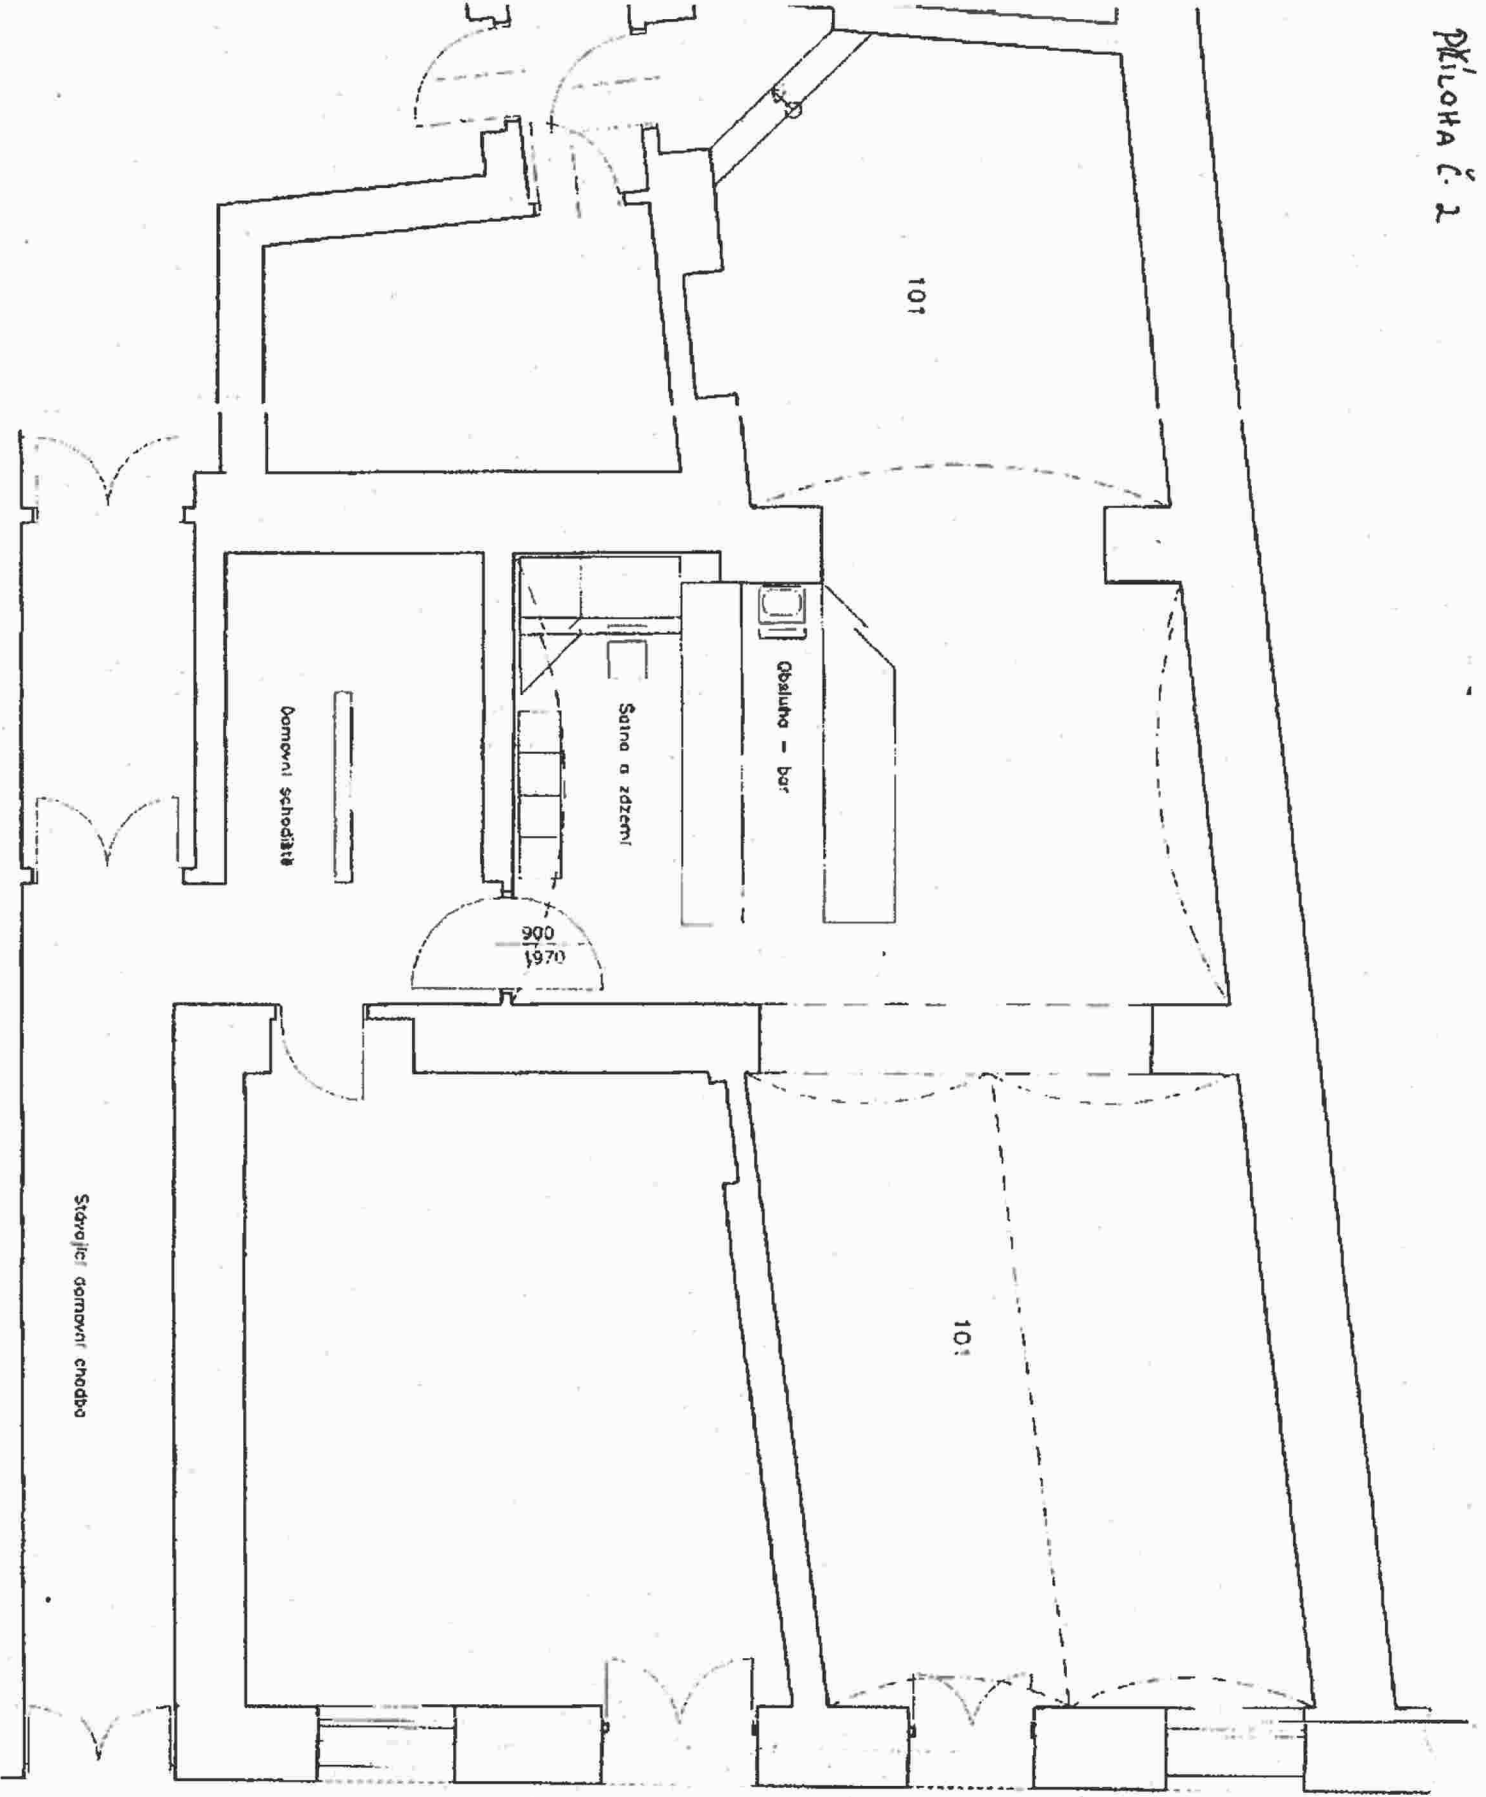 PŘÍLOHA Č. 2
101
Obsluha - bar
Šatna a zázemí
Domovní schodiště
900
1970
101
Stávající domovní chodba